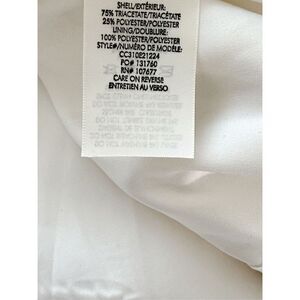 SHELL/EXTÉRIEUR:
75% TRIACETATE/TRIACÉTATE
25% POLYESTER/POLYESTER
LINING/DOUBLURE:
100% POLYESTER/POLYESTER
STYLE#/NUMÉRO DE MODÈLE:
CC310E21224
PO# 131760
RN# 107677
CARE ON REVERSE
ENTRETIEN AU VERSO